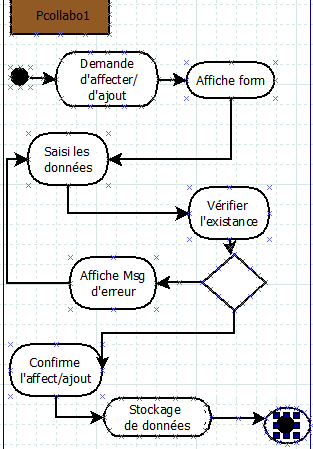 Pcollabo1
Demande
d'affecter/
d'ajout
Affiche form
Saisi les
données
Vérifier
l'existance
Affiche Msg
d'erreur
Confirme
l'affect/ajout
Stockage
de données